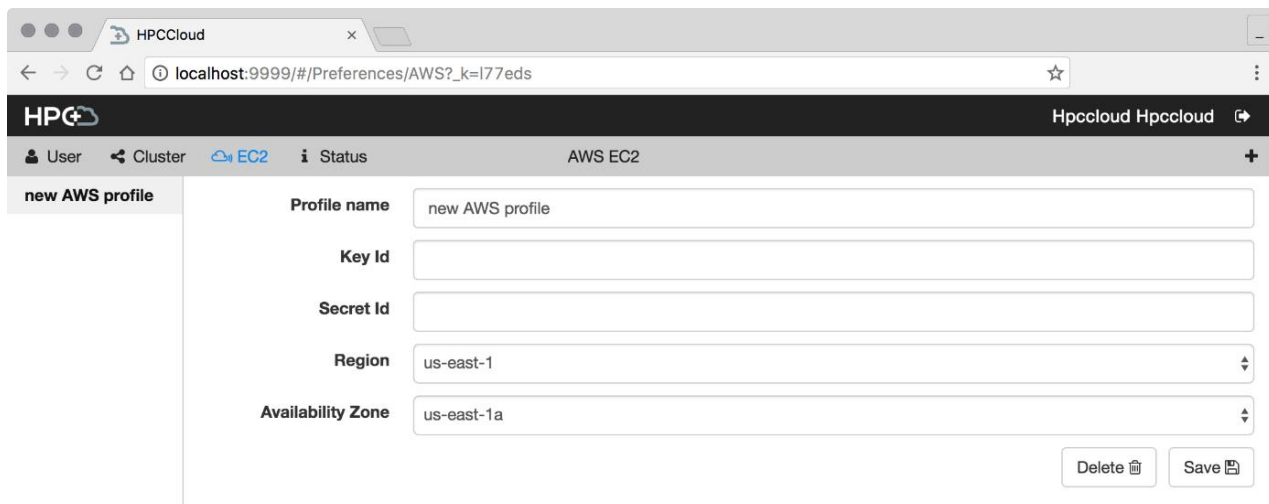 HPCCloud
localhost:9999/#/Preferences/AWS?_k=l77eds
HPC
Hpccloud Hpccloud
User Cluster EC2 Status AWS EC2
new AWS profile
Profile name new AWS profile
Key Id
Secret Id
Region us-east-1
Availability Zone us-east-1a
Delete Save